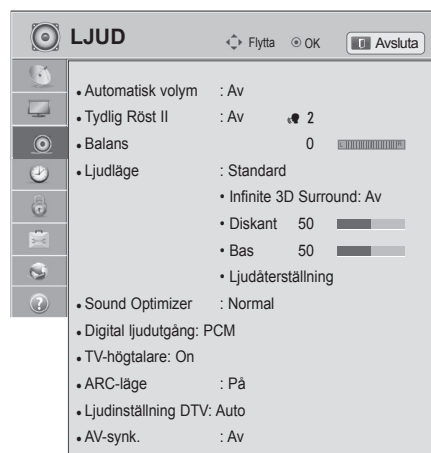 LJUD
Flytta OK Avsluta
• Automatisk volym : Av
• Tydlig Röst II : Av 2
• Balans 0 L R
• Ljudläge : Standard
• Infinite 3D Surround: Av
• Diskant 50
• Bas 50
• Ljudåterställning
• Sound Optimizer : Normal
• Digital ljudutgång: PCM
• TV-högtalare: On
• ARC-läge : På
• Ljudinställning DTV: Auto
• AV-synk. : Av